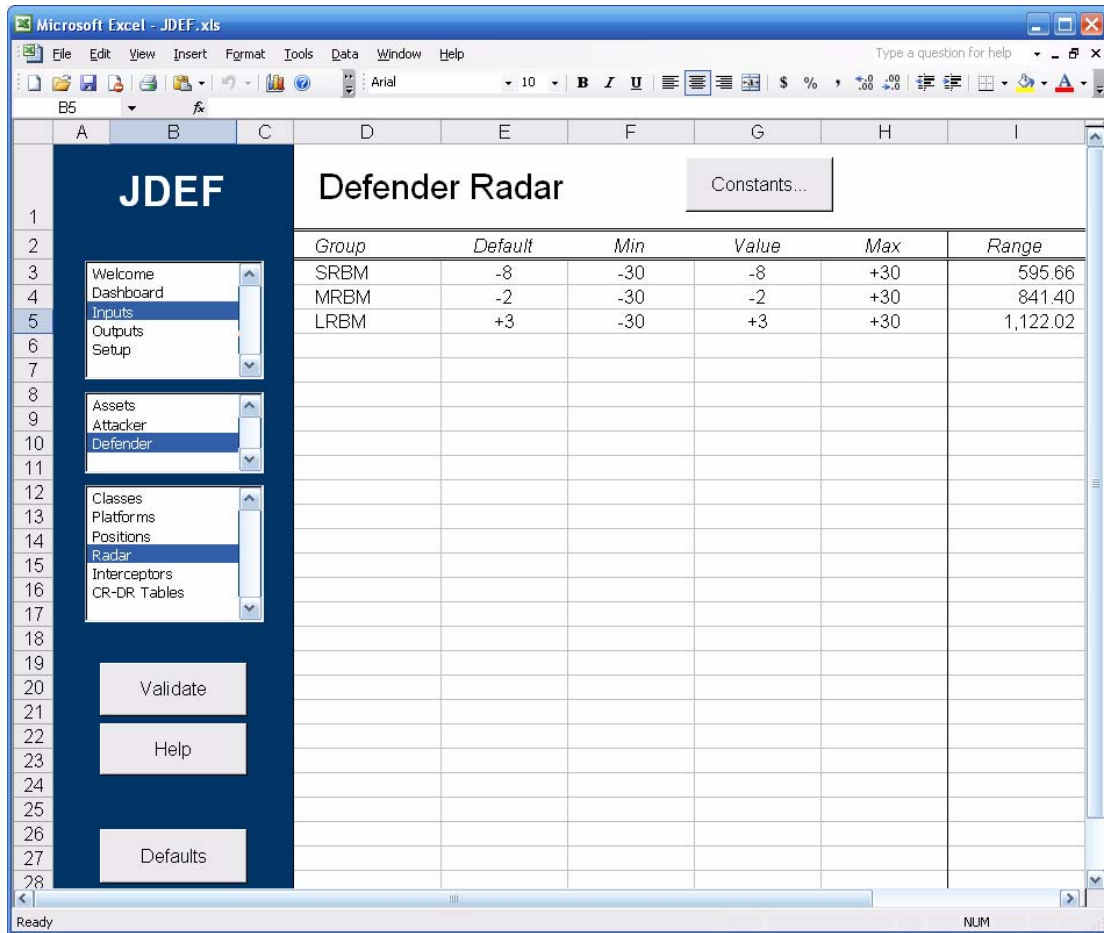 Microsoft Excel - JDEF.xls
File Edit View Insert Format Tools Data Window Help Type a question for help
Arial 10 B I U $ % ,
B5 fx
A B C D E F G H I
1 JDEF Defender Radar Constants...
2 Group Default Min Value Max Range
3 Welcome SRBM -8 -30 -8 +30 595.66
4 Dashboard MRBM -2 -30 -2 +30 841.40
5 Inputs LRBM +3 -30 +3 +30 1,122.02
Outputs
6 Setup
7
8 Assets
9 Attacker
10 Defender
11
12 Classes
13 Platforms
14 Positions
15 Radar
Interceptors
16 CR-DR Tables
17
18
19
20 Validate
21
22
23 Help
24
25
26
27 Defaults
28
Ready NUM